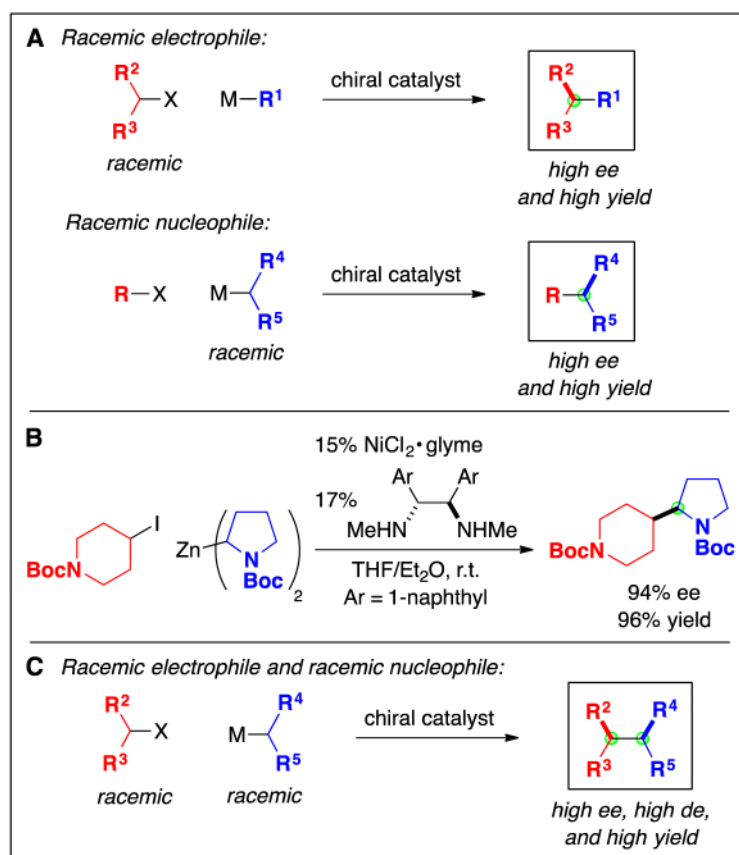 A Racemic electrophile:
R² X M R¹ chiral catalyst R² R¹
R³ R³
racemic high ee
and high yield
Racemic nucleophile:
R⁴ R⁴
R X M chiral catalyst R
R⁵ R⁵
racemic high ee
and high yield
B 15% NiCl₂•glyme
Ar Ar
17%
I MeHN NHMe
Zn N N
BocN Boc 2 THF/Et₂O, r.t. BocN Boc
Ar = 1-naphthyl 94% ee
96% yield
C Racemic electrophile and racemic nucleophile:
R² X R⁴ chiral catalyst R² R⁴
M
R³ R⁵ R³ R⁵
racemic racemic high ee, high de,
and high yield